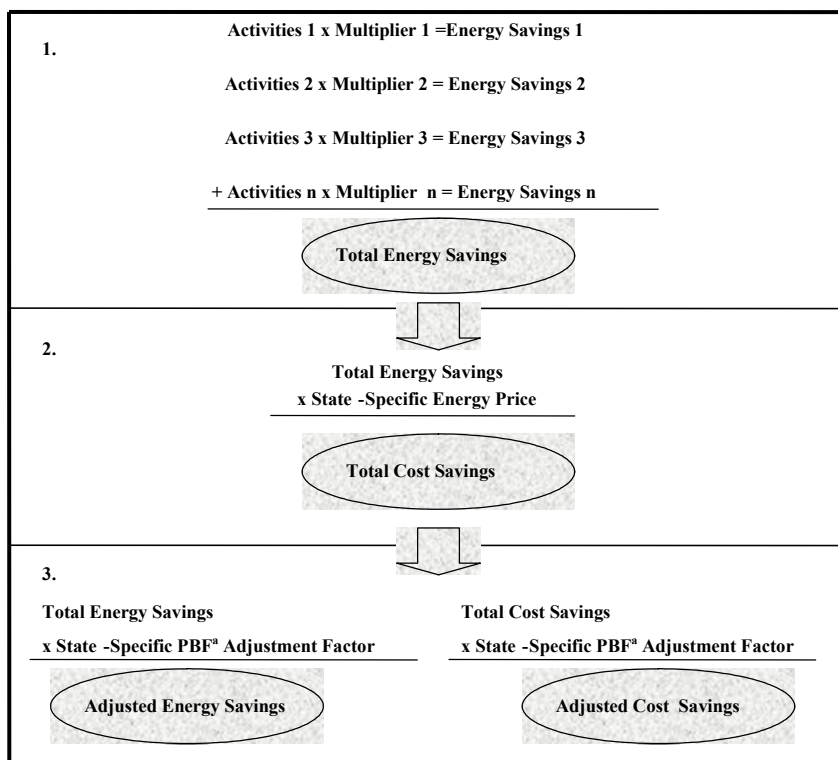 1.
Activities 1 x Multiplier 1 =Energy Savings 1
Activities 2 x Multiplier 2 = Energy Savings 2
Activities 3 x Multiplier 3 = Energy Savings 3
+ Activities n x Multiplier n = Energy Savings n
Total Energy Savings
2.
Total Energy Savings
x State -Specific Energy Price
Total Cost Savings
3.
Total Energy Savings
x State -Specific PBFᵃ Adjustment Factor
Adjusted Energy Savings
Total Cost Savings
x State -Specific PBFᵃ Adjustment Factor
Adjusted Cost Savings